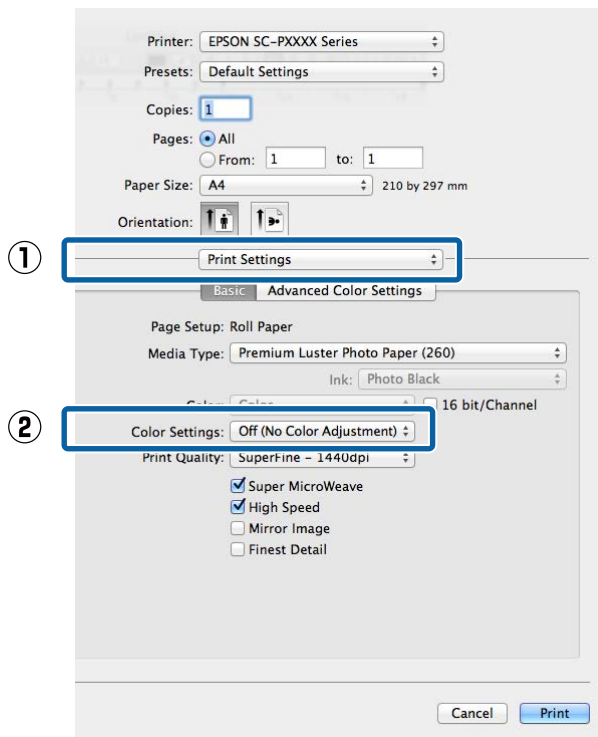 Printer: EPSON SC-PXXXX Series
Presets: Default Settings
Copies: 1
Pages: All
From: 1 to: 1
Paper Size: A4 210 by 297 mm
Orientation:
① Print Settings
Basic Advanced Color Settings
Page Setup: Roll Paper
Media Type: Premium Luster Photo Paper (260)
Ink: Photo Black
Color: Color 16 bit/Channel
② Color Settings: Off (No Color Adjustment)
Print Quality: SuperFine – 1440dpi
Super MicroWeave
High Speed
Mirror Image
Finest Detail
Cancel Print